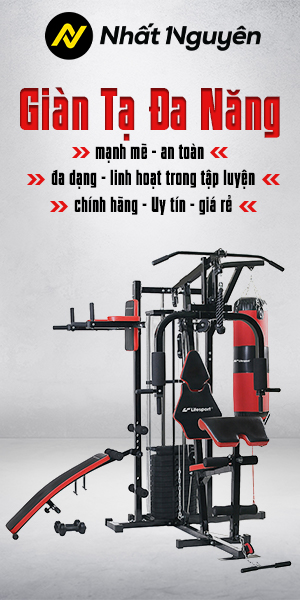 Nhất Nguyên
Giàn Tạ Đa Năng
mạnh mẽ - an toàn
đa dạng - linh hoạt trong tập luyện
chính hãng - Uy tín - giá rẻ
Lifesport